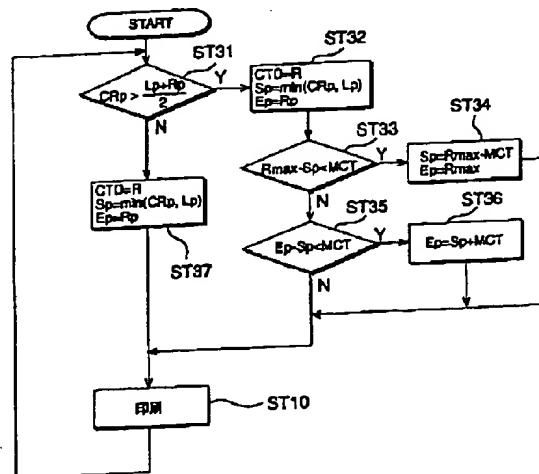 START
ST31
CRp > Lp+Rp / 2
Y
N
ST32
CTD=R
Sp=min(CRp, Lp)
Ep=Rp
ST33
Rmax-Sp<MCT
Y
N
ST34
Sp=Rmax-MCT
Ep=Rmax
ST35
Ep-Sp<MCT
Y
N
ST36
Ep=Sp+MCT
CTD=R
Sp=min(CRp, Lp)
Ep=Rp
ST37
印刷
ST10